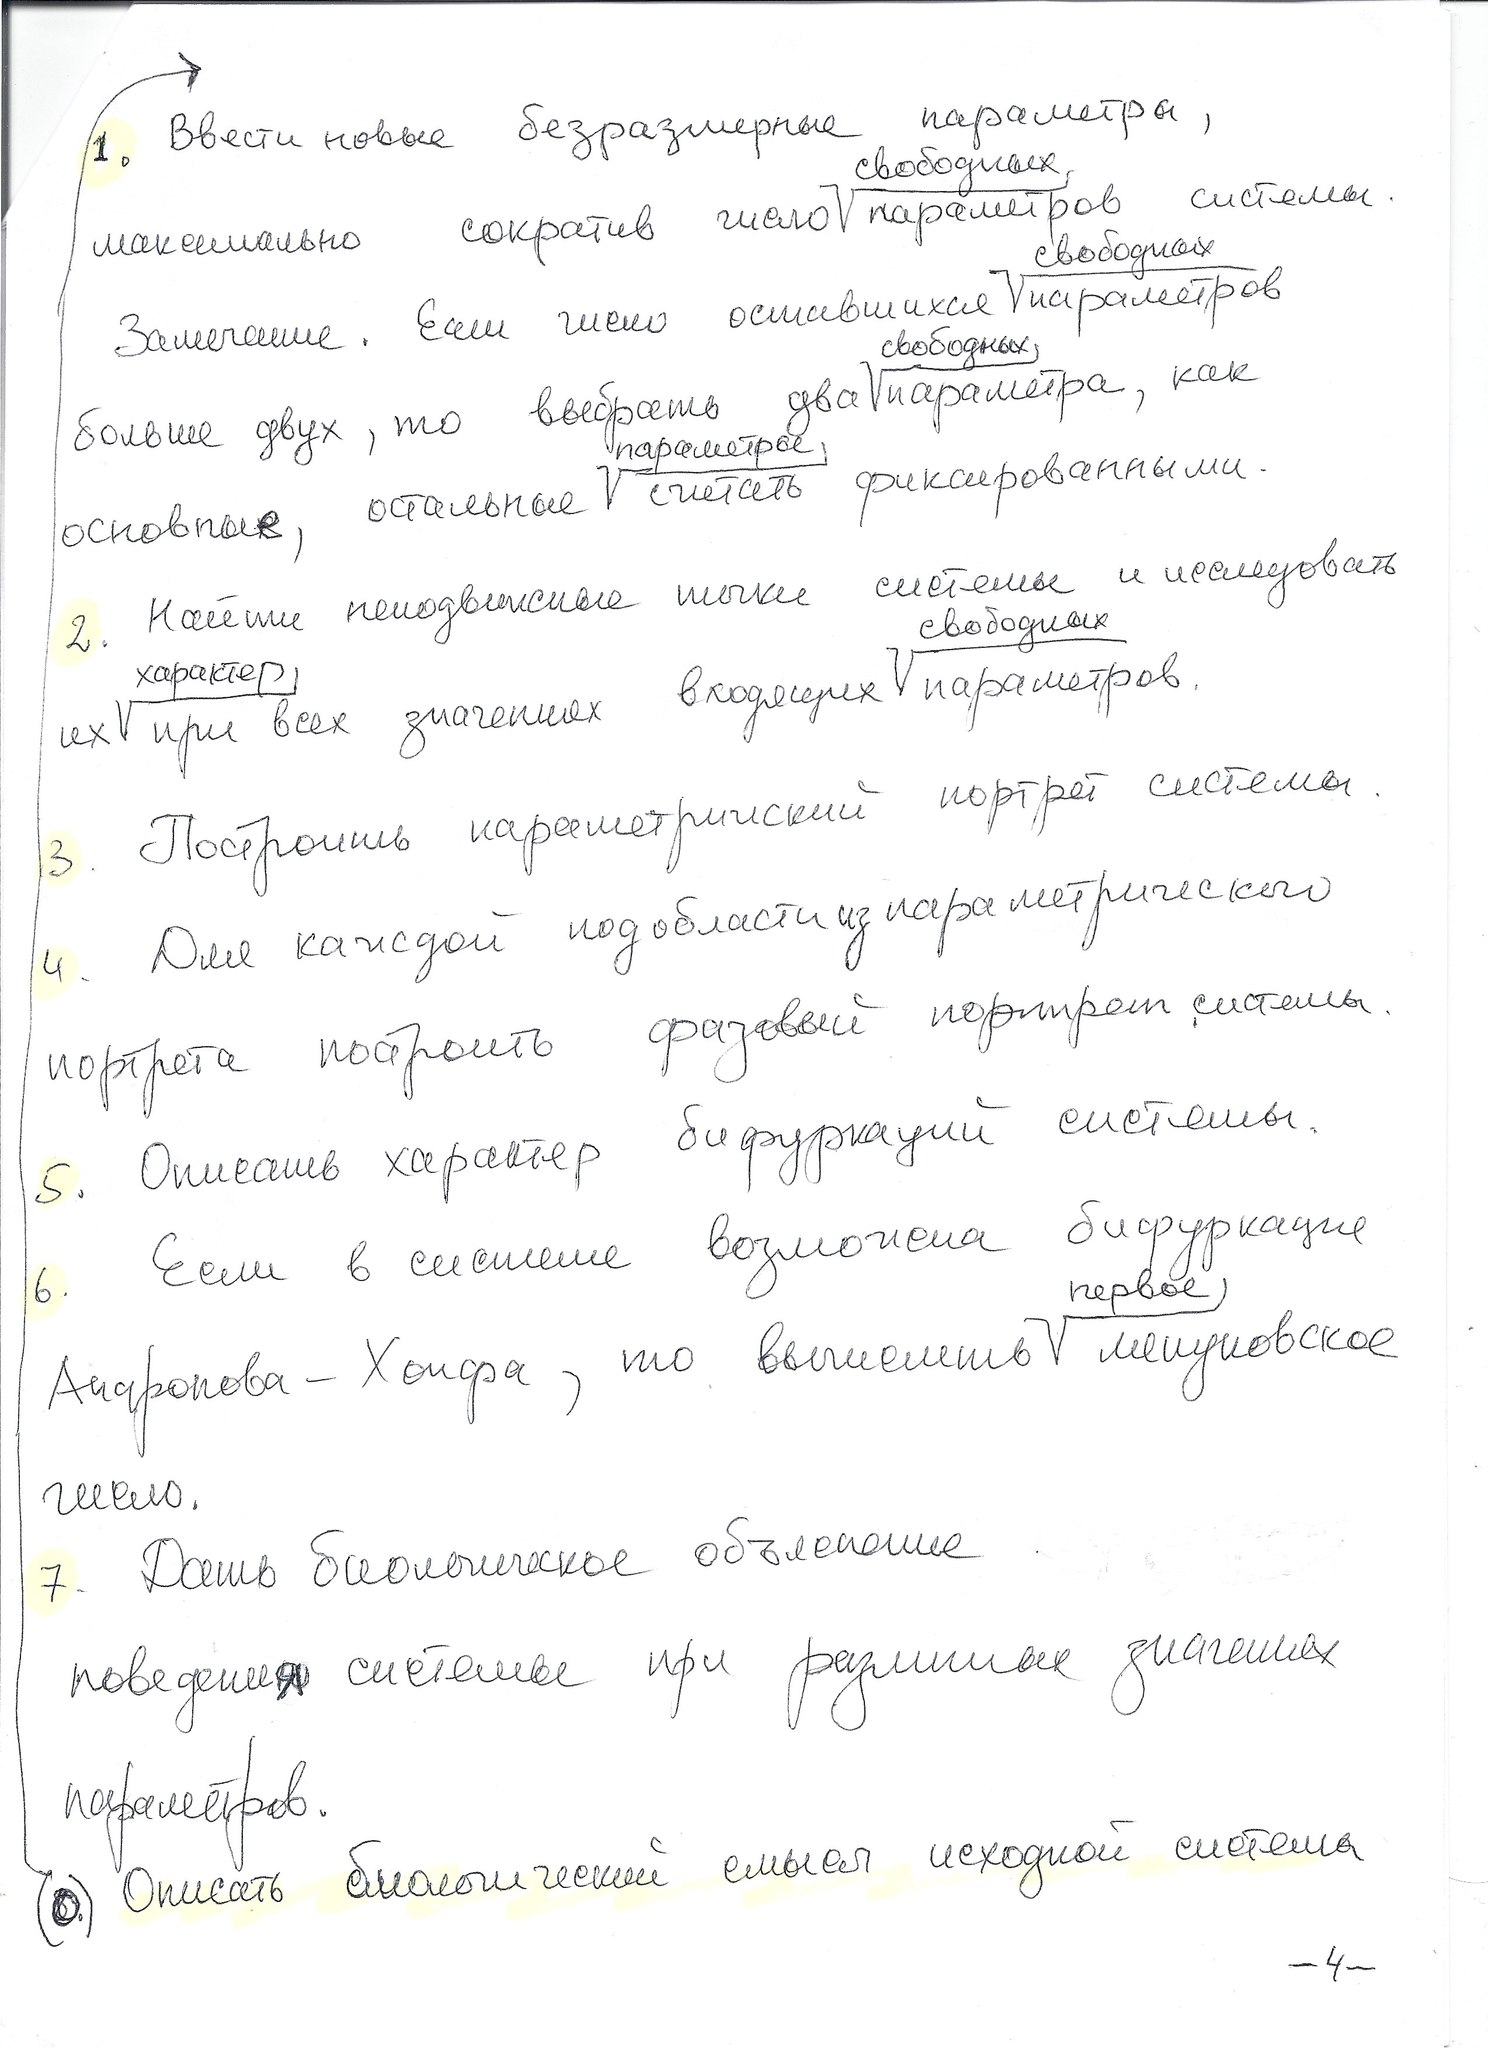 1. Ввести новые безразмерные параметры,
свободных
максимально сократив число параметров системы.
свободных
Замечание. Если число оставшихся параметров
свободных
больше двух, то выбрать два параметра, как
параметры
основные, остальные считать фиксированными.
2. Найти неподвижные точки системы и исследовать
свободных
характер
их при всех значениях входящих параметров.
3. Построить параметрический портрет системы.
4. Для каждой подобласти из параметрического
портрета построить фазовый портрет системы.
5. Описать характер бифуркаций системы.
6. Если в системе возможна бифуркация
первое
Андронова – Хопфа, то вычислить ляпуновское
число.
7. Дать биологическое объяснение
поведения системы при различных значениях
параметров.
(0.) Описать биологический смысл исходной системы
– 4 –